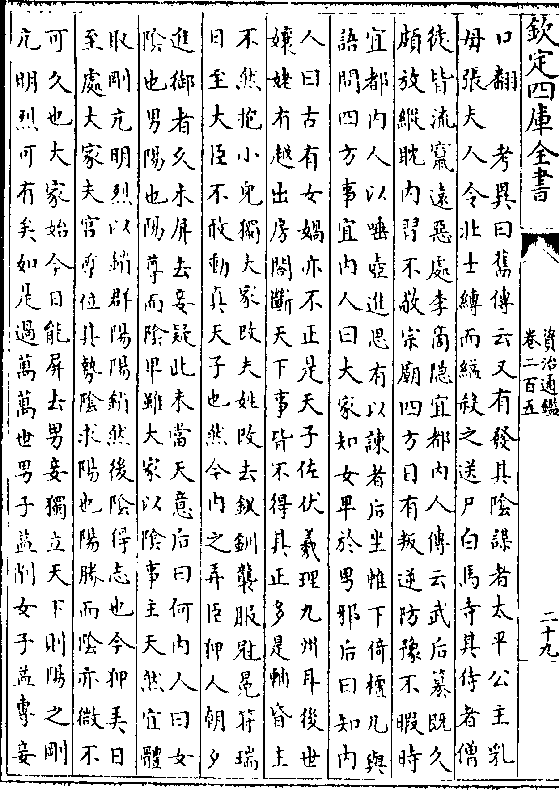 欽定四庫全書
資治通鑑
卷二百五
二十九
口翻 考異曰舊傳云又有發其陰謀者太平公主乳
母張夫人令壯士縛而縊殺之送尸白馬寺其侍者僧
徒皆流竄遠惡處李商隱宜都內人傳云武后篡既久
頗放縱耽內習不敬宗廟四方日有叛逆防豫不暇時
宜都內人以唾壺進思有以諫者后坐帷下倚檀几與
語問四方事宜內人曰大家知女卑於男邪后曰知內
人曰古有女媧亦不正是天子佐伏羲理九州耳後世
孃姥有越出房閤斷天下事皆不得其正多是輔昏主
不然抱小兒獨大家改夫姓改去釵釧襲服冠冕符瑞
日至大臣不敢動真天子也然今內之弄臣狎人朝夕
進御者久未屏去妾疑此未當天意后曰何內人曰女
陰也男陽也陽尊而陰卑雖大家以陰事主天然宜體
取剛亢明烈以銷群陽陽銷然後陰得志也今狎美日
至處大家夫宮尊位其勢陰求陽也陽勝而陰亦微不
可久也大家始今日能屏去男妾獨立天下則陽之剛
亢明烈可有矣如是過萬萬世男子益削女子益專妾